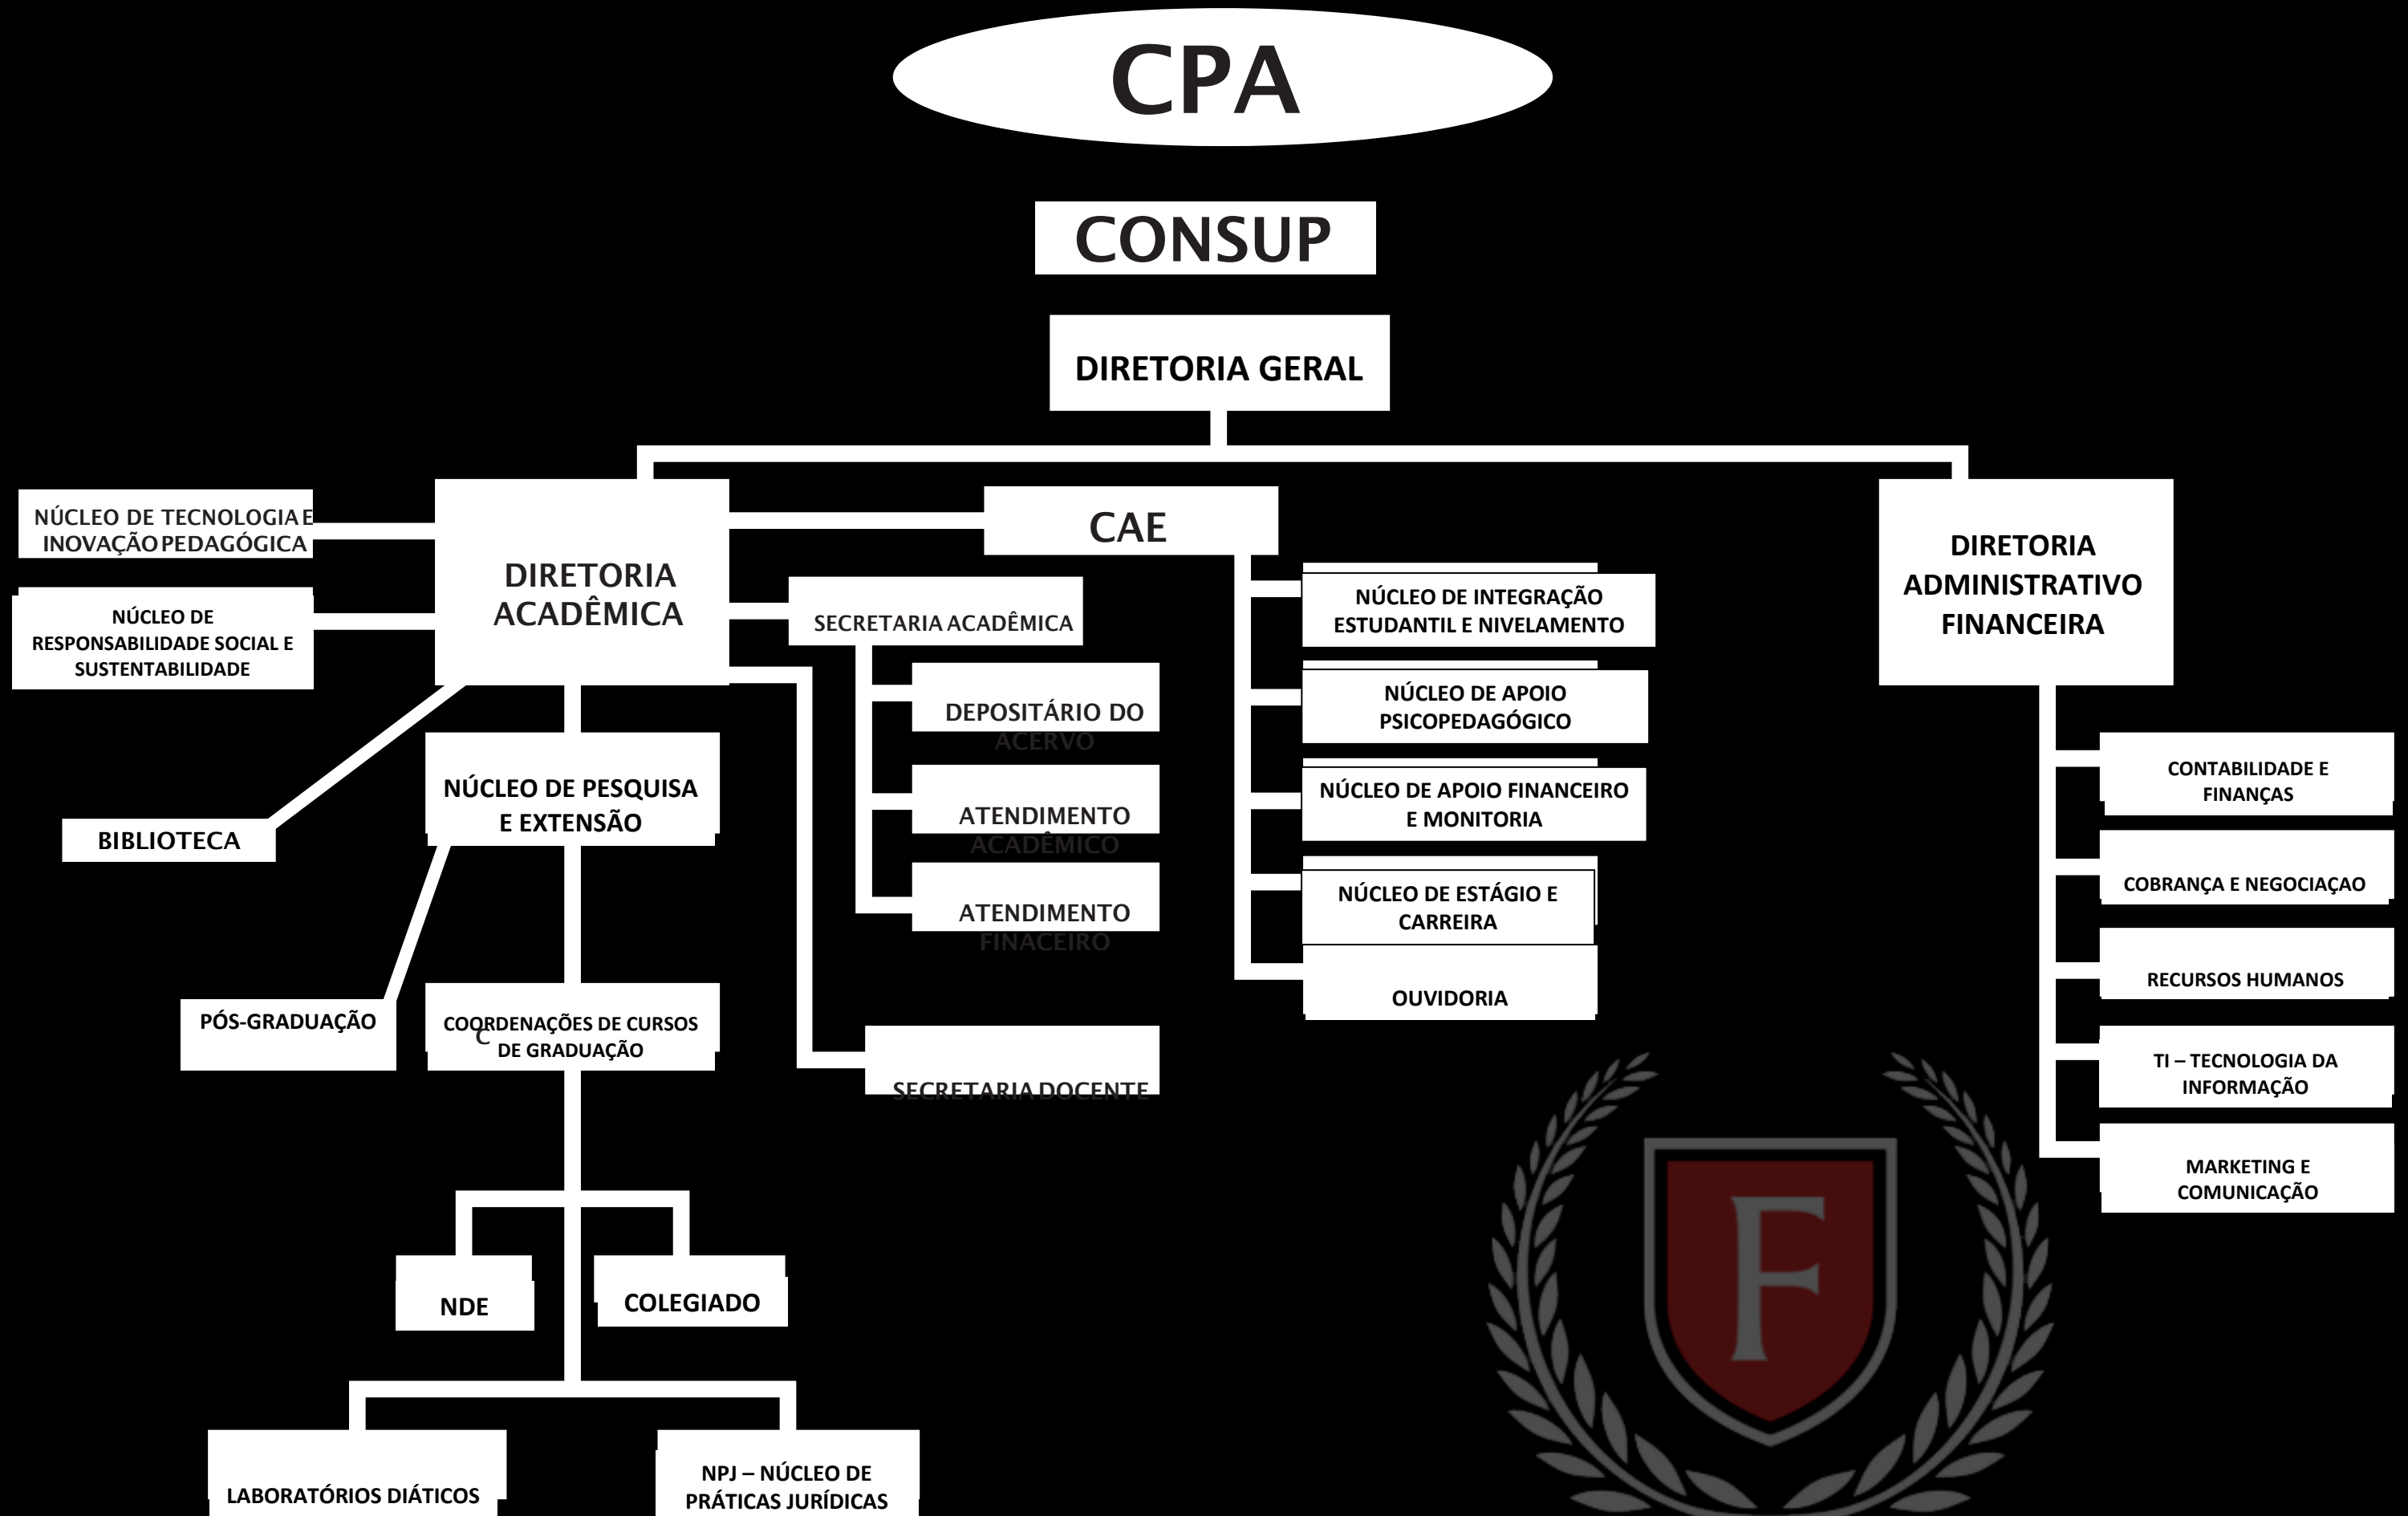 CPA
CONSUP
DIRETORIA GERAL
NÚCLEO DE TECNOLOGIA E
INOVAÇÃO PEDAGÓGICA
NÚCLEO DE
RESPONSABILIDADE SOCIAL E
SUSTENTABILIDADE
DIRETORIA
ACADÊMICA
CAE
SECRETARIA ACADÊMICA
DEPOSITÁRIO DO
ACERVO
ATENDIMENTO
ACADÊMICO
ATENDIMENTO
FINACEIRO
SECRETARIA DOCENTE
NÚCLEO DE INTEGRAÇÃO
ESTUDANTIL E NIVELAMENTO
NÚCLEO DE APOIO
PSICOPEDAGÓGICO
NÚCLEO DE APOIO FINANCEIRO
E MONITORIA
NÚCLEO DE ESTÁGIO E
CARREIRA
OUVIDORIA
DIRETORIA
ADMINISTRATIVO
FINANCEIRA
CONTABILIDADE E
FINANÇAS
COBRANÇA E NEGOCIAÇAO
RECURSOS HUMANOS
TI – TECNOLOGIA DA
INFORMAÇÃO
MARKETING E
COMUNICAÇÃO
BIBLIOTECA
NÚCLEO DE PESQUISA
E EXTENSÃO
PÓS-GRADUAÇÃO
COORDENAÇÕES DE CURSOS
C
DE GRADUAÇÃO
NDE
COLEGIADO
LABORATÓRIOS DIÁTICOS
NPJ – NÚCLEO DE
PRÁTICAS JURÍDICAS
F